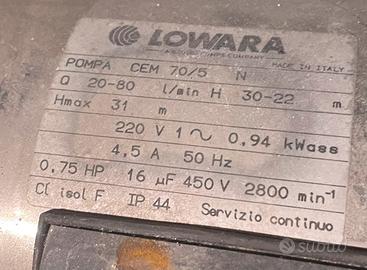 LOWARA
MADE IN ITALY
POMPA CEM 70/5 N
Q 20-80 l/min H 30-22 m
Hmax 31 m
220 V 1 ~ 0,94 kWass
4,5 A 50 Hz
0,75 HP 16 µF 450 V 2800 min⁻¹
Cl isol F IP 44 Servizio continuo
subito